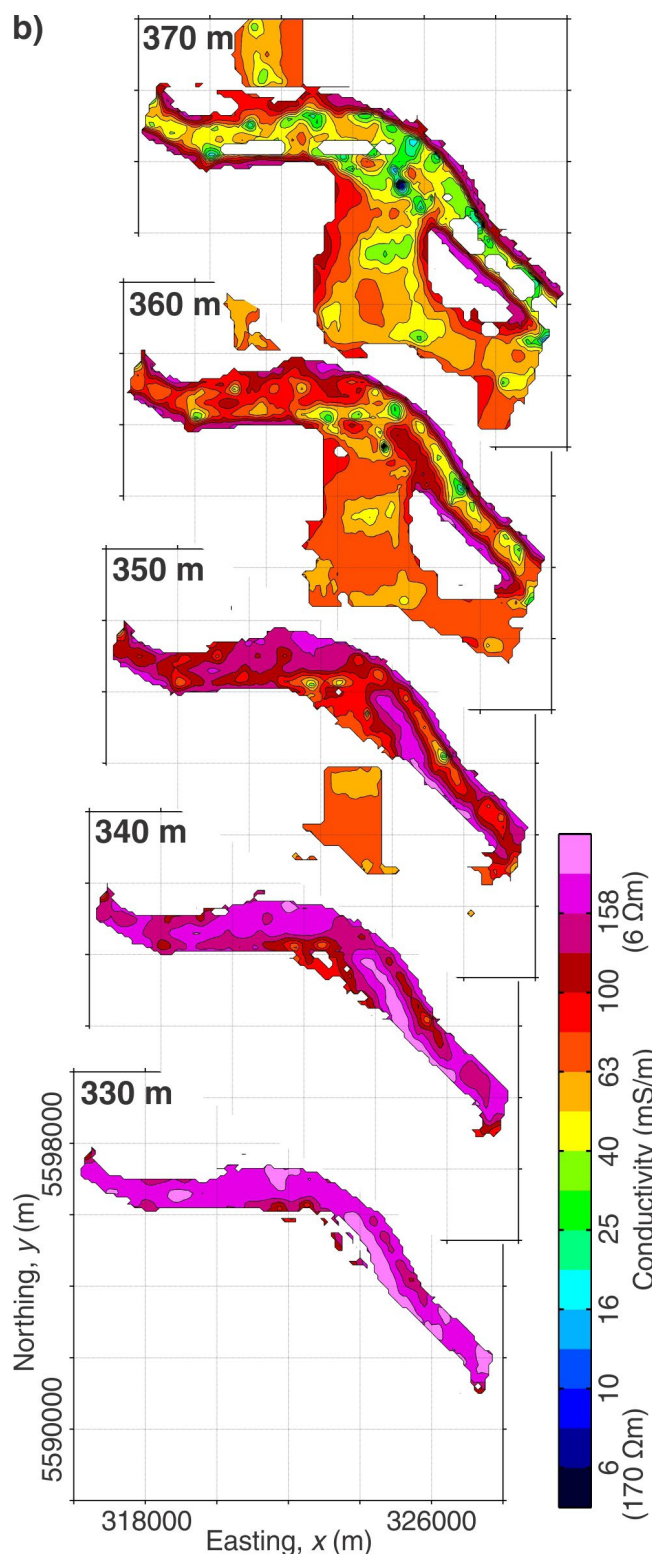 b)
370 m
360 m
350 m
340 m
330 m
5598000
5590000
Northing, y (m)
318000
326000
Easting, x (m)
158
(6 Ωm)
100
63
40
25
16
10
6
(170 Ωm)
Conductivity (mS/m)